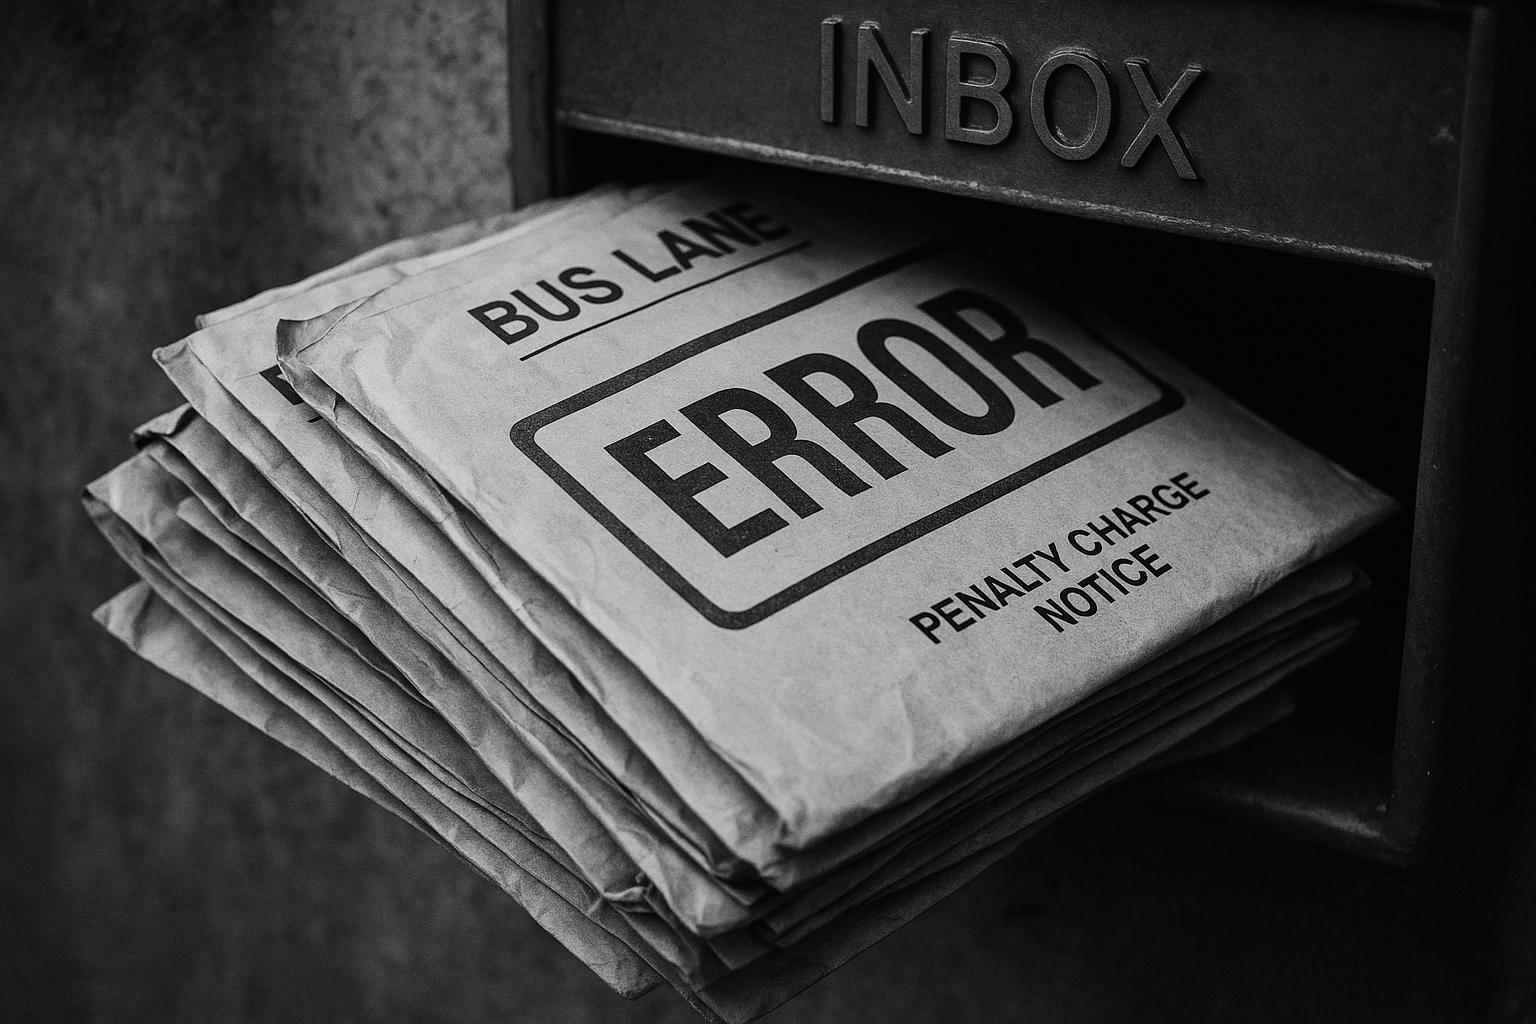 INBOX
BUS LANE
ERROR
PENALTY CHARGE
NOTICE